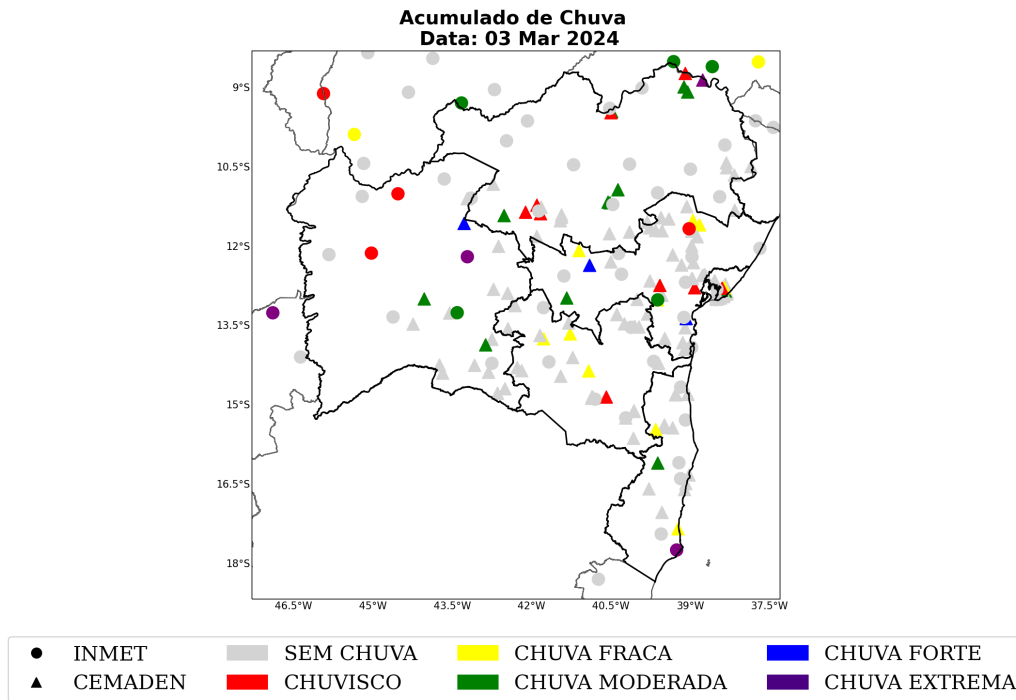 Acumulado de Chuva
Data: 03 Mar 2024
9°S
10.5°S
12°S
13.5°S
15°S
16.5°S
18°S
46.5°W 45°W 43.5°W 42°W 40.5°W 39°W 37.5°W
INMET SEM CHUVA CHUVA FRACA CHUVA FORTE
CEMADEN CHUVISCO CHUVA MODERADA CHUVA EXTREMA